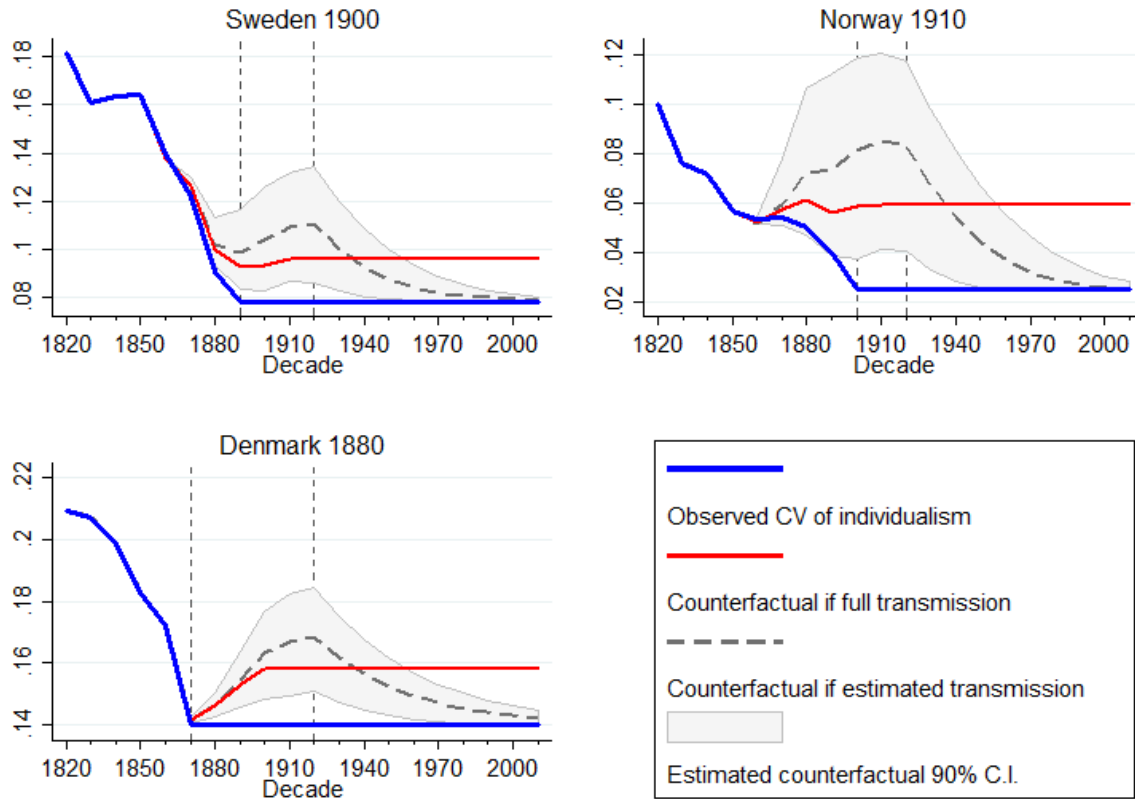 Sweden 1900
.18
.16
.14
.12
.1
.08
1820 1850 1880 1910 1940 1970 2000
Decade
Norway 1910
.12
.1
.08
.06
.04
.02
1820 1850 1880 1910 1940 1970 2000
Decade
Denmark 1880
.22
.2
.18
.16
.14
1820 1850 1880 1910 1940 1970 2000
Decade
Observed CV of individualism
Counterfactual if full transmission
Counterfactual if estimated transmission
Estimated counterfactual 90% C.I.